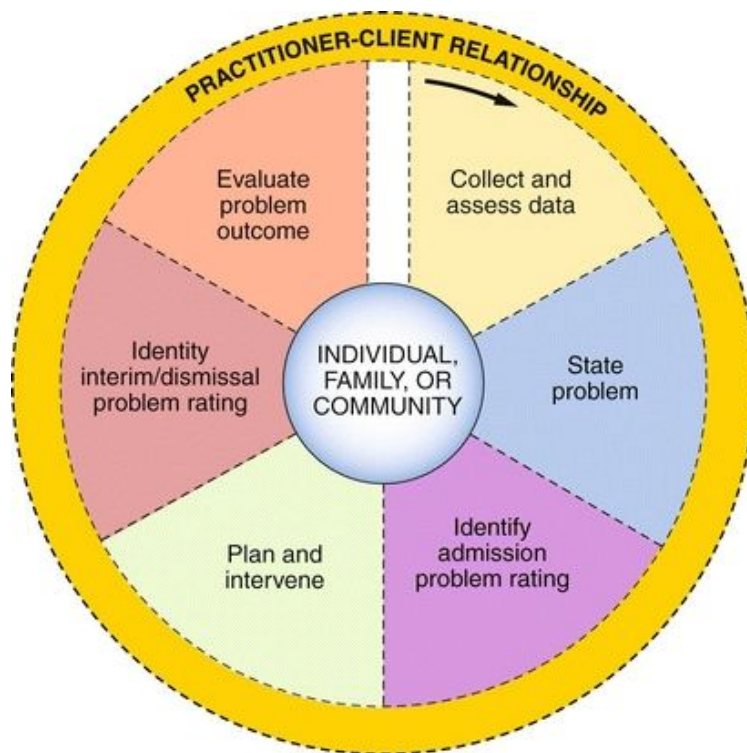 PRACTITIONER-CLIENT RELATIONSHIP
Collect and
assess data
State
problem
Identify
admission
problem rating
Plan and
intervene
Identity
interim/dismissal
problem rating
Evaluate
problem
outcome
INDIVIDUAL,
FAMILY, OR
COMMUNITY